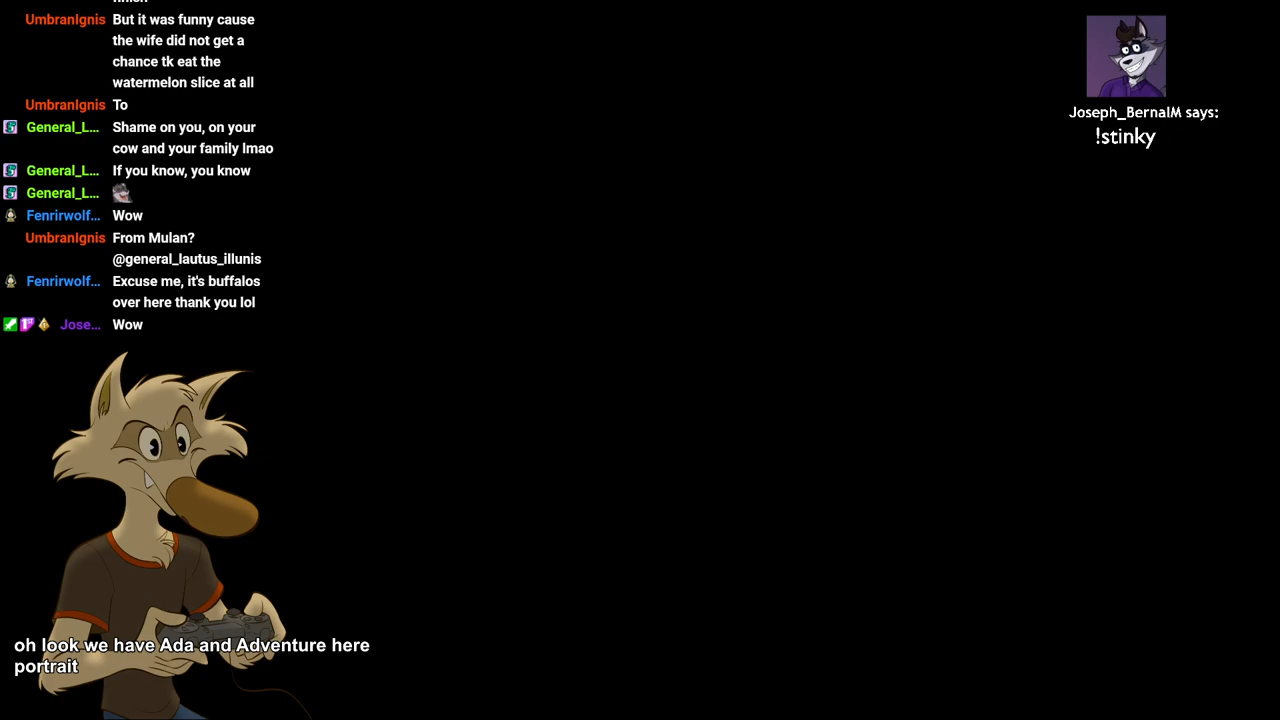 UmbranIgnis But it was funny cause
the wife did not get a
chance tk eat the
watermelon slice at all
UmbranIgnis To
General_L... Shame on you, on your
cow and your family lmao
General_L... If you know, you know
General_L...
Fenrirwolf... Wow
UmbranIgnis From Mulan?
@general_lautus_illunis
Fenrirwolf... Excuse me, it's buffalos
over here thank you lol
Jose... Wow
Joseph_BernalM says:
!stinky
oh look we have Ada and Adventure here
portrait